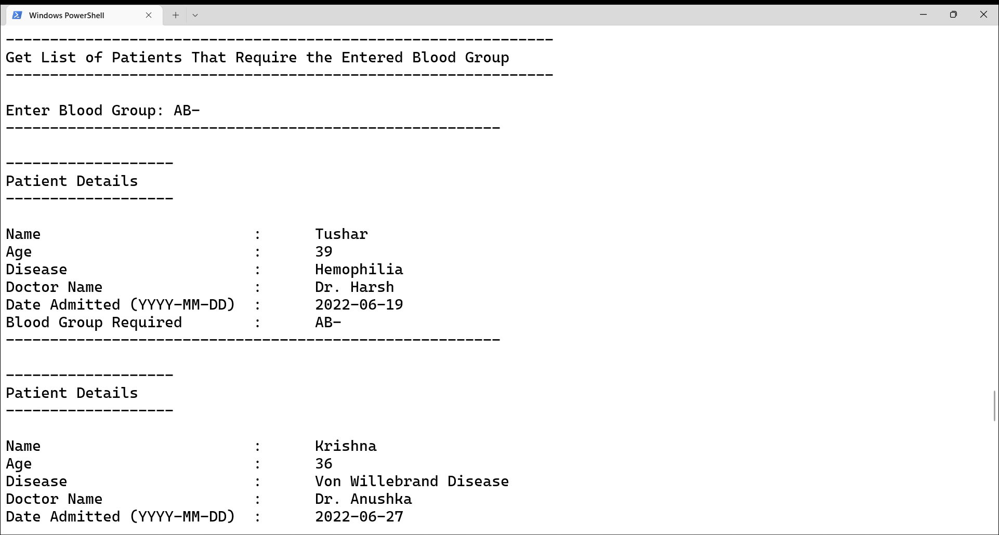 Windows PowerShell
--------------------------------------------------------------
Get List of Patients That Require the Entered Blood Group
--------------------------------------------------------------
Enter Blood Group: AB-
--------------------------------------------------------
-------------------
Patient Details
-------------------
Name                            :      Tushar
Age                             :      39
Disease                         :      Hemophilia
Doctor Name                     :      Dr. Harsh
Date Admitted (YYYY-MM-DD)  :      2022-06-19
Blood Group Required        :      AB-
--------------------------------------------------------
-------------------
Patient Details
-------------------
Name                            :      Krishna
Age                             :      36
Disease                         :      Von Willebrand Disease
Doctor Name                     :      Dr. Anushka
Date Admitted (YYYY-MM-DD)  :      2022-06-27